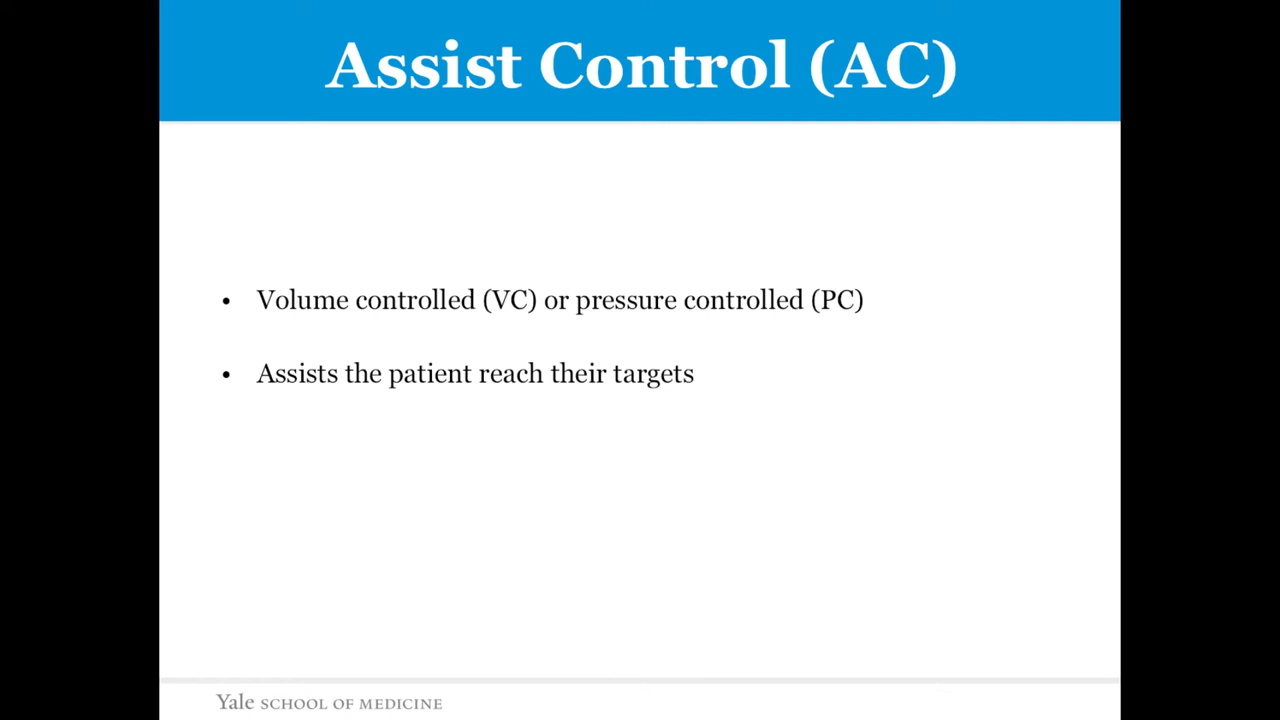 Assist Control (AC)
• Volume controlled (VC) or pressure controlled (PC)
• Assists the patient reach their targets
Yale SCHOOL OF MEDICINE